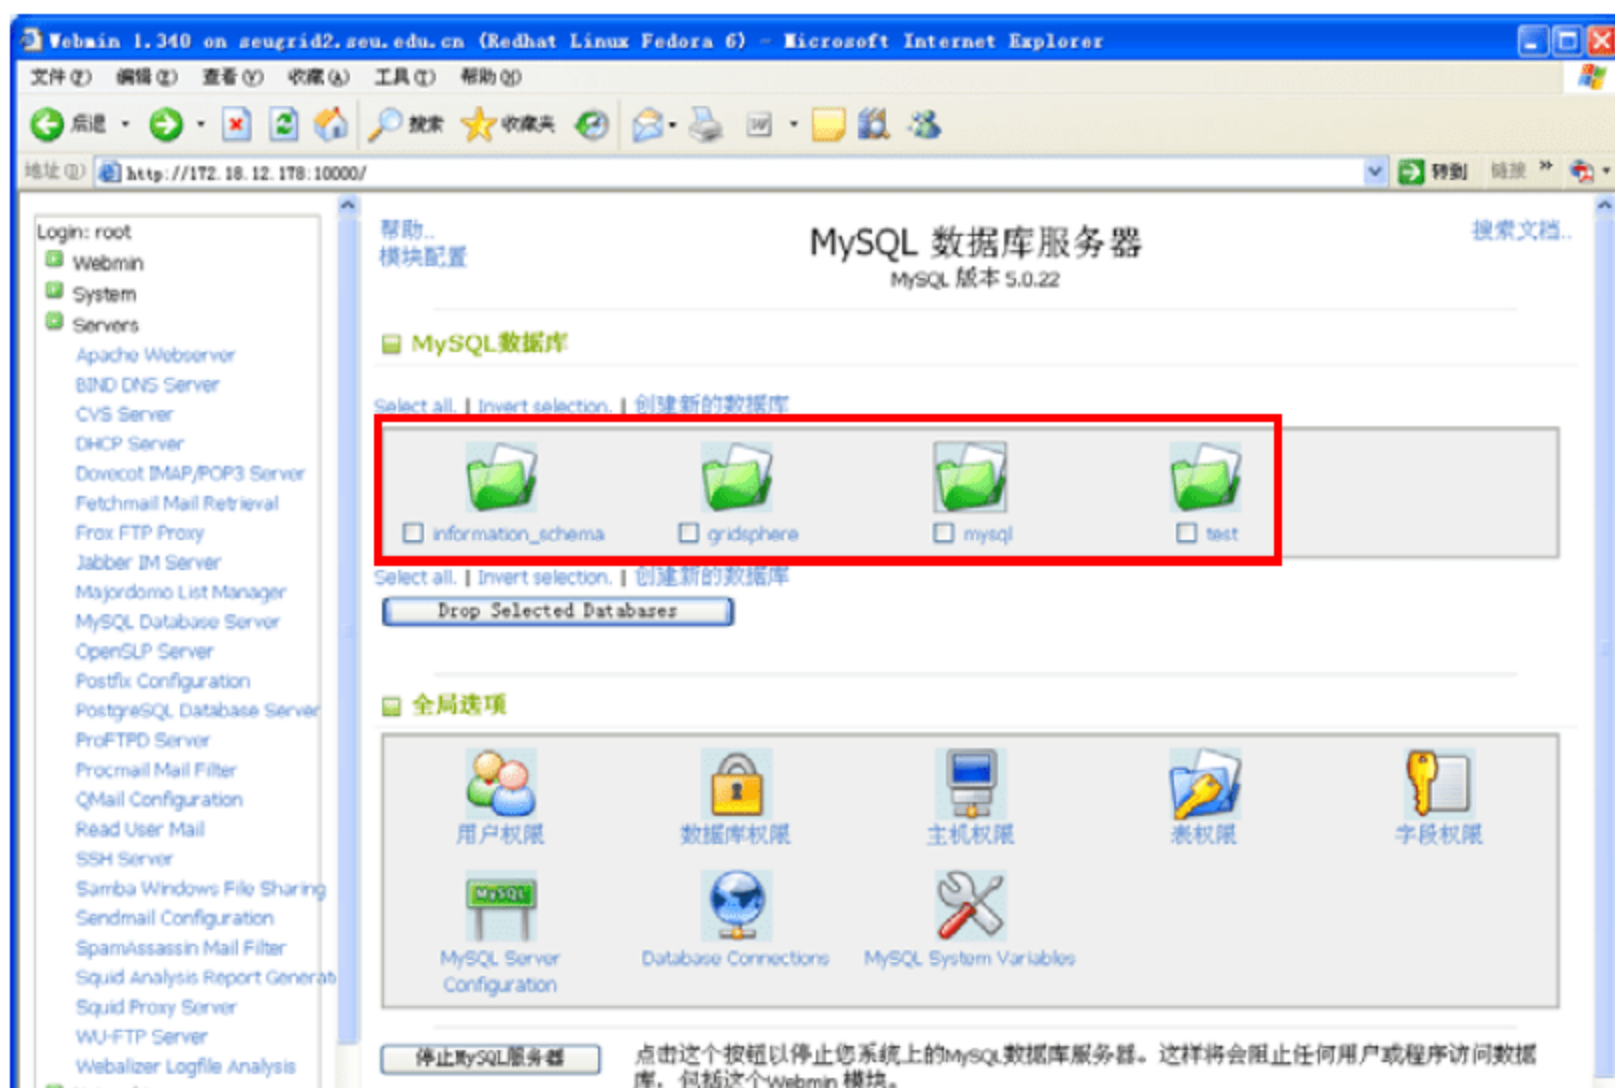 Webmin 1.340 on seugrid2.seu.edu.cn (Redhat Linux Fedora 6) - Microsoft Internet Explorer
文件(F) 编辑(E) 查看(V) 收藏(A) 工具(T) 帮助(H)
后退 搜索 收藏夹
地址(D) http://172.18.12.178:10000/ 转到 链接 »
Login: root
Webmin
System
Servers
Apache Webserver
BIND DNS Server
CVS Server
DHCP Server
Dovecot IMAP/POP3 Server
Fetchmail Mail Retrieval
Frox FTP Proxy
Jabber IM Server
Majordomo List Manager
MySQL Database Server
OpenSLP Server
Postfix Configuration
PostgreSQL Database Server
ProFTPD Server
Procmail Mail Filter
QMail Configuration
Read User Mail
SSH Server
Samba Windows File Sharing
Sendmail Configuration
SpamAssassin Mail Filter
Squid Analysis Report Generat
Squid Proxy Server
WU-FTP Server
Webalizer Logfile Analysis
帮助..
模块配置
MySQL 数据库服务器
MySQL 版本 5.0.22
搜索文档..
MySQL数据库
Select all. | Invert selection. | 创建新的数据库
information_schema gridsphere mysql test
Select all. | Invert selection. | 创建新的数据库
Drop Selected Databases
全局选项
用户权限 数据库权限 主机权限 表权限 字段权限
MySQL
MySQL Server Configuration Database Connections MySQL System Variables
停止MySQL服务器
点击这个按钮以停止您系统上的MySQL数据库服务器。这样将会阻止任何用户或程序访问数据
库，包括这个Webmin 模块。